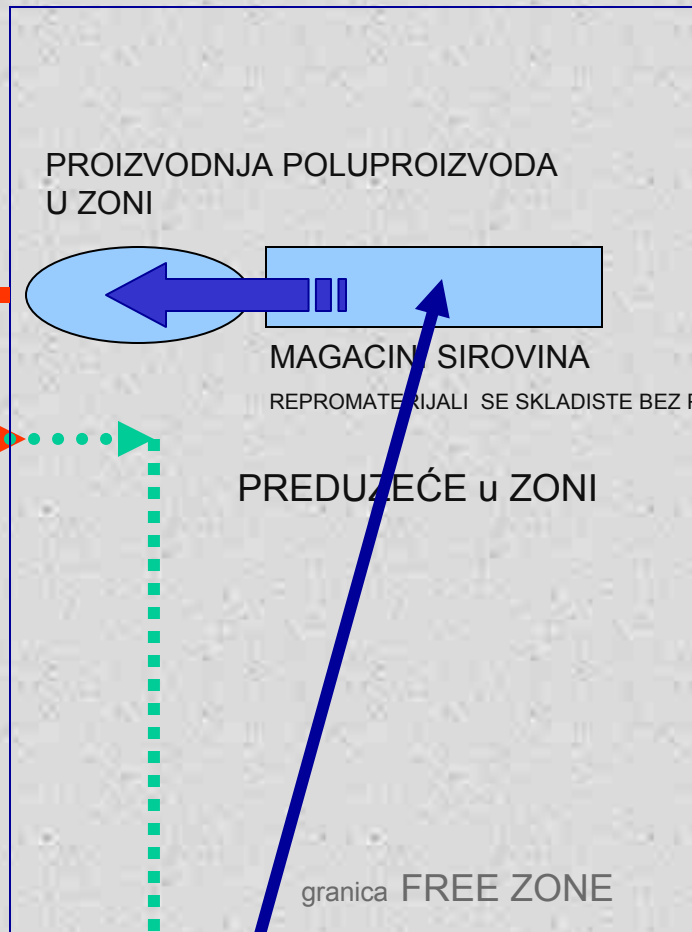 PROIZVODNJA POLUPROIZVODA
U ZONI
MAGACINI SIROVINA
REPROMATERIJALI SE SKLADISTE BEZ
PREDUZEĆE u ZONI
granica FREE ZONE